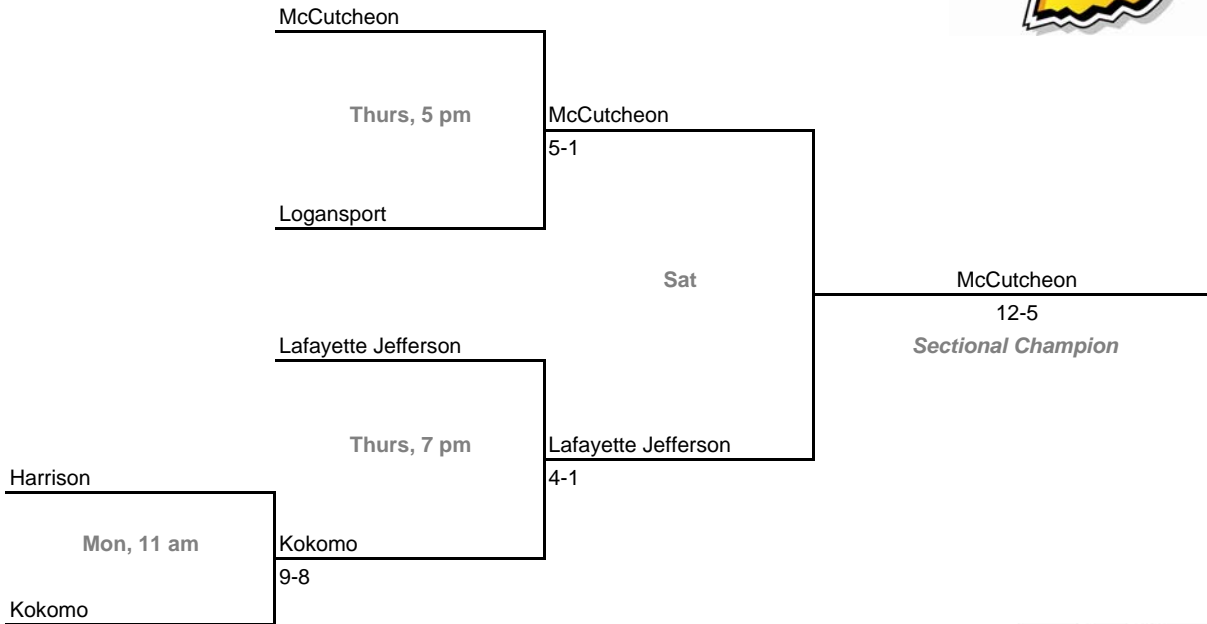 McCutcheon
Thurs, 5 pm
McCutcheon
5-1
Logansport
Sat
McCutcheon
12-5
Sectional Champion
Lafayette Jefferson
Thurs, 7 pm
Lafayette Jefferson
4-1
Harrison
Mon, 11 am
Kokomo
9-8
Kokomo